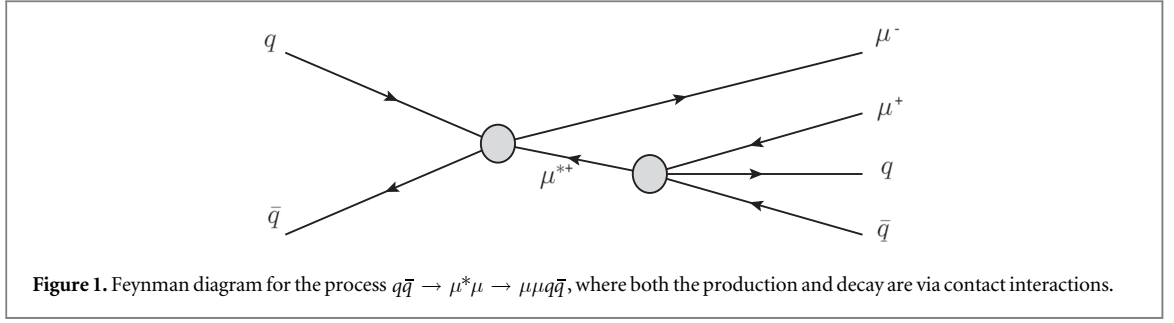 q
μ-
μ+
μ*+
q
q̄
q̄
Figure 1. Feynman diagram for the process qq̄ → μ*μ → μμqq̄, where both the production and decay are via contact interactions.